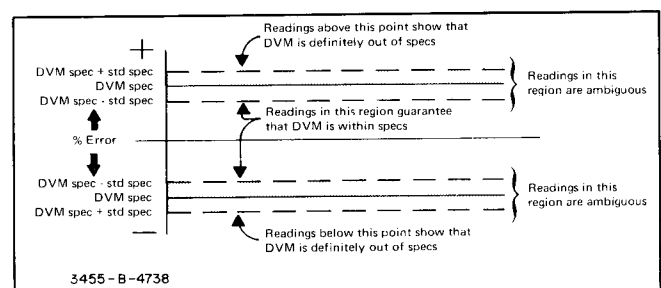 Readings above this point show that
DVM is definitely out of specs
+
DVM spec + std spec
DVM spec
DVM spec - std spec
Readings in this
region are ambiguous
Readings in this region guarantee
that DVM is within specs
% Error
DVM spec - std spec
DVM spec
DVM spec + std spec
Readings in this
region are ambiguous
—
Readings below this point show that
DVM is definitely out of specs
3455-B-4738